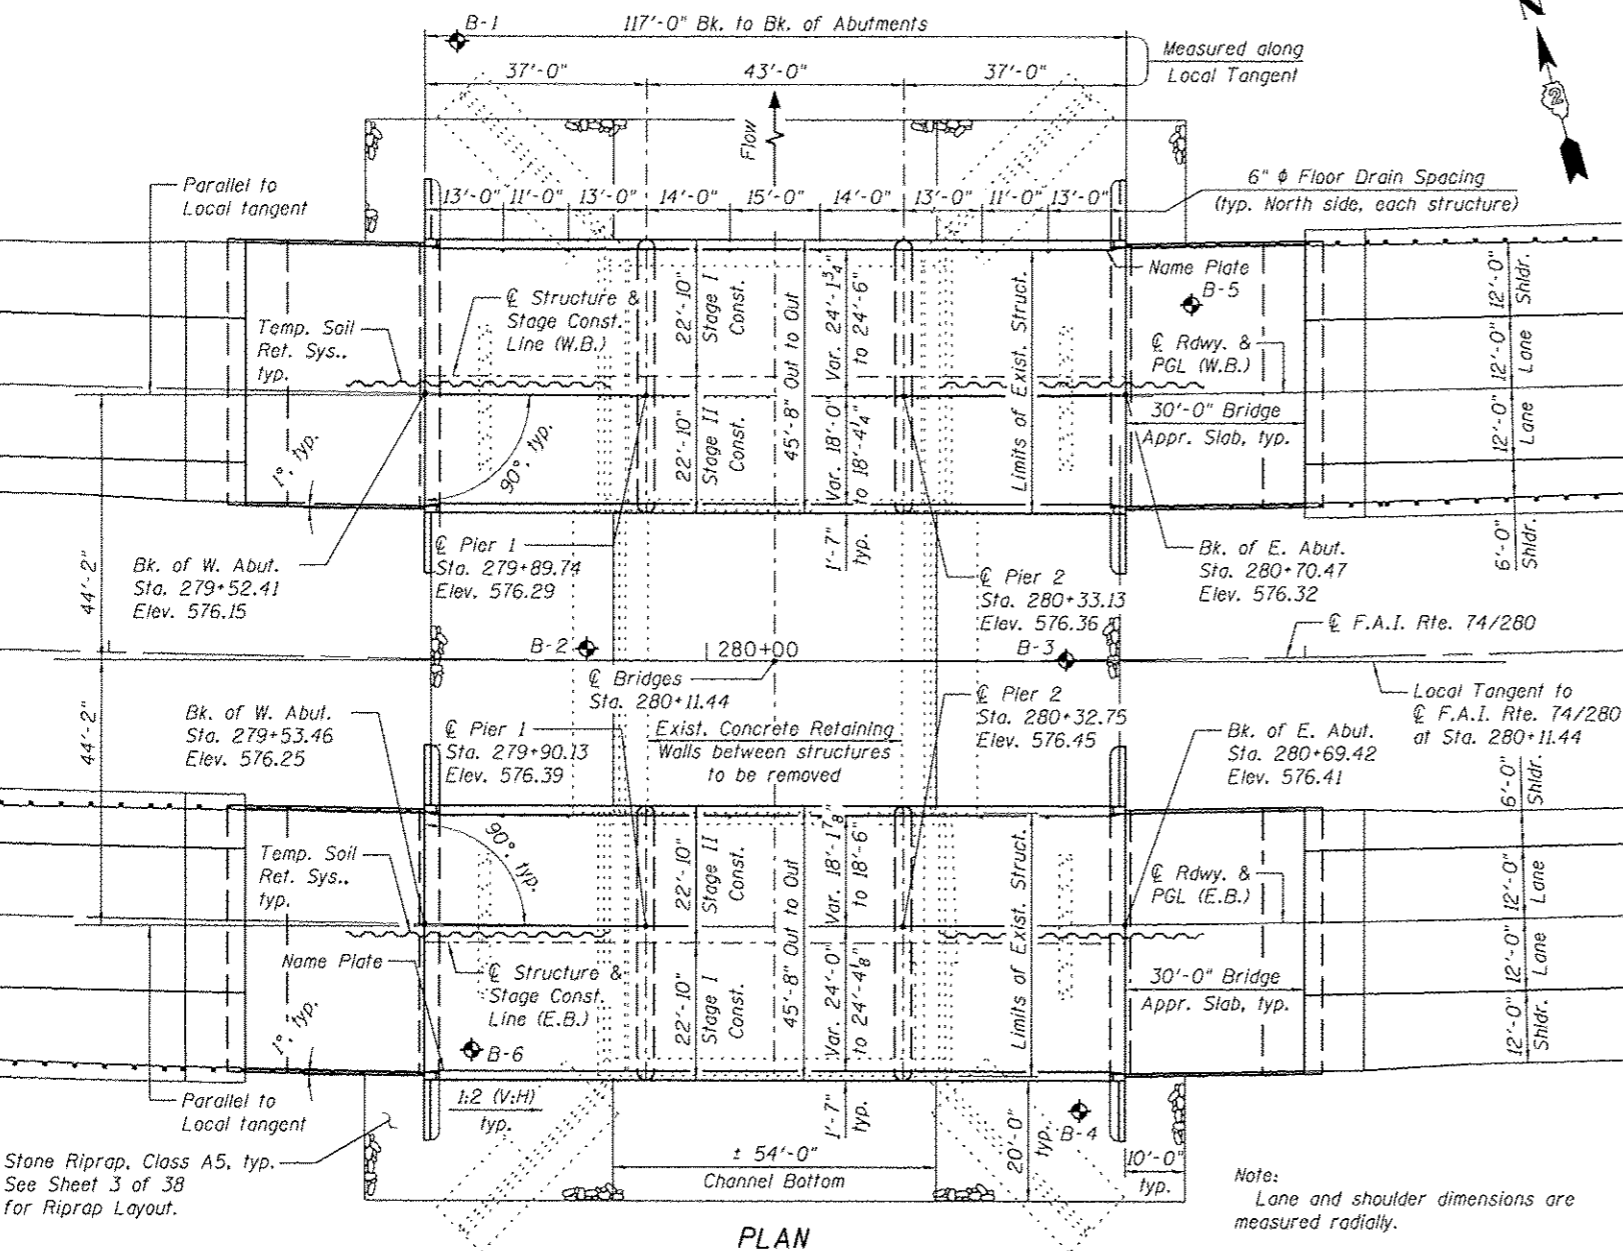 B-1
117'-0" Bk. to Bk. of Abutments
Measured along
Local Tangent
37'-0"
43'-0"
37'-0"
N
2
Flow
Parallel to
Local tangent
13'-0"
11'-0"
13'-0"
14'-0"
15'-0"
14'-0"
13'-0"
11'-0"
13'-0"
6" ϕ Floor Drain Spacing
(typ. North side, each structure)
Name Plate
B-5
℄ Structure &
Stage Const.
Line (W.B.)
Temp. Soil
Ret. Sys.,
typ.
22'-10"
Stage I
Const.
22'-10"
Stage II
Const.
45'-8" Out to Out
Var. 24'-1¾"
to 24'-6"
Var. 18'-0"
to 18'-4¼"
Limits of Exist. Struct.
℄ Rdwy. &
PGL (W.B.)
30'-0" Bridge
Appr. Slab, typ.
12'-0"
Shldr.
12'-0"
Lane
12'-0"
Lane
6'-0"
Shldr.
1°, typ.
90°, typ.
1'-7"
typ.
44'-2"
Bk. of W. Abut.
Sta. 279+52.41
Elev. 576.15
℄ Pier 1
Sta. 279+89.74
Elev. 576.29
℄ Pier 2
Sta. 280+33.13
Elev. 576.36
Bk. of E. Abut.
Sta. 280+70.47
Elev. 576.32
℄ F.A.I. Rte. 74/280
B-2
280+00
B-3
℄ Bridges
Sta. 280+11.44
Local Tangent to
℄ F.A.I. Rte. 74/280
at Sta. 280+11.44
44'-2"
Bk. of W. Abut.
Sta. 279+53.46
Elev. 576.25
℄ Pier 1
Sta. 279+90.13
Elev. 576.39
Exist. Concrete Retaining
Walls between structures
to be removed
℄ Pier 2
Sta. 280+32.75
Elev. 576.45
Bk. of E. Abut.
Sta. 280+69.42
Elev. 576.41
6'-0"
Shldr.
12'-0"
Lane
12'-0"
Lane
12'-0"
Shldr.
90°, typ.
Temp. Soil
Ret. Sys.,
typ.
22'-10"
Stage II
Const.
22'-10"
Stage I
Const.
45'-8" Out to Out
Var. 18'-1⅞"
to 18'-6"
Var. 24'-0"
to 24'-4⅛"
Limits of Exist. Struct.
℄ Rdwy. &
PGL (E.B.)
30'-0" Bridge
Appr. Slab, typ.
Name Plate
℄ Structure &
Stage Const.
Line (E.B.)
1°, typ.
B-6
Parallel to
Local tangent
1:2 (V:H)
typ.
1'-7"
typ.
20'-0"
typ.
B-4
10'-0"
typ.
± 54'-0"
Channel Bottom
Stone Riprap, Class A5, typ.
See Sheet 3 of 38
for Riprap Layout.
Note:
Lane and shoulder dimensions are
measured radially.
PLAN